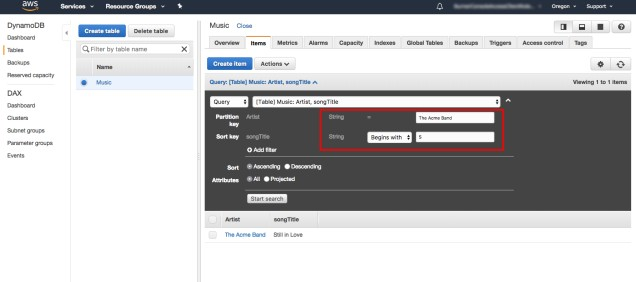 aws
Services
Resource Groups
Oregon
Support
DynamoDB
Dashboard
Tables
Backups
Reserved capacity
DAX
Dashboard
Clusters
Subnet groups
Parameter groups
Events
Create table
Delete table
Filter by table name
Name
Music
Music Close
Overview Items Metrics Alarms Capacity Indexes Global Tables Backups Triggers Access control Tags
Create item Actions
Query: [Table] Music: Artist, songTitle
Viewing 1 to 1 items
Query [Table] Music: Artist, songTitle
Partition key Artist String = The Acme Band
Sort key songTitle String Begins with S
Add filter
Sort Ascending Descending
Attributes All Projected
Start search
Artist songTitle
The Acme Band Still in Love